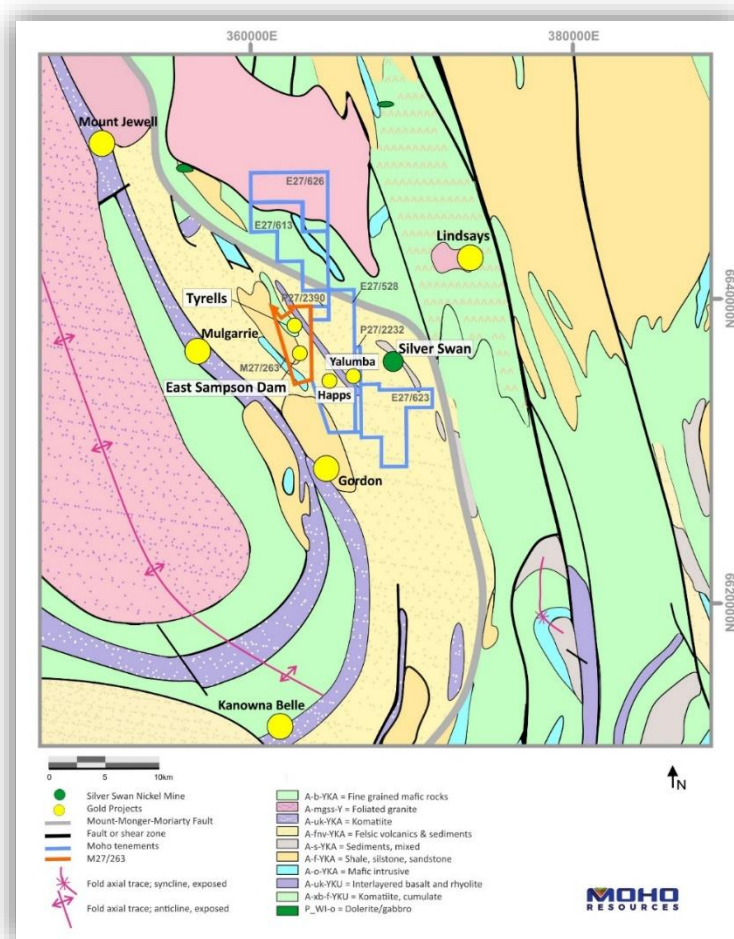 360000E
380000E
Mount Jewell
E27/626
E27/613
Lindsays
E27/528
6640000N
P27/2390
Tyrells
P27/2232
Mulgarrie
Silver Swan
Yalumba
M27/263
E27/623
East Sampson Dam
Happs
Gordon
6620000N
Kanowna Belle
0 5 10km
N
Silver Swan Nickel Mine
Gold Projects
Mount-Monger-Moriarty Fault
Fault or shear zone
Moho tenements
M27/263
Fold axial trace; syncline, exposed
Fold axial trace; anticline, exposed
A-b-YKA = Fine grained mafic rocks
A-mgss-Y = Foliated granite
A-uk-YKA = Komatiite
A-fnv-YKA = Felsic volcanics & sediments
A-s-YKA = Sediments, mixed
A-f-YKA = Shale, silstone, sandstone
A-o-YKA = Mafic intrusive
A-uk-YKU = Interlayered basalt and rhyolite
A-xb-f-YKU = Komatiite, cumulate
P_WI-o = Dolerite/gabbro
MOHO
RESOURCES